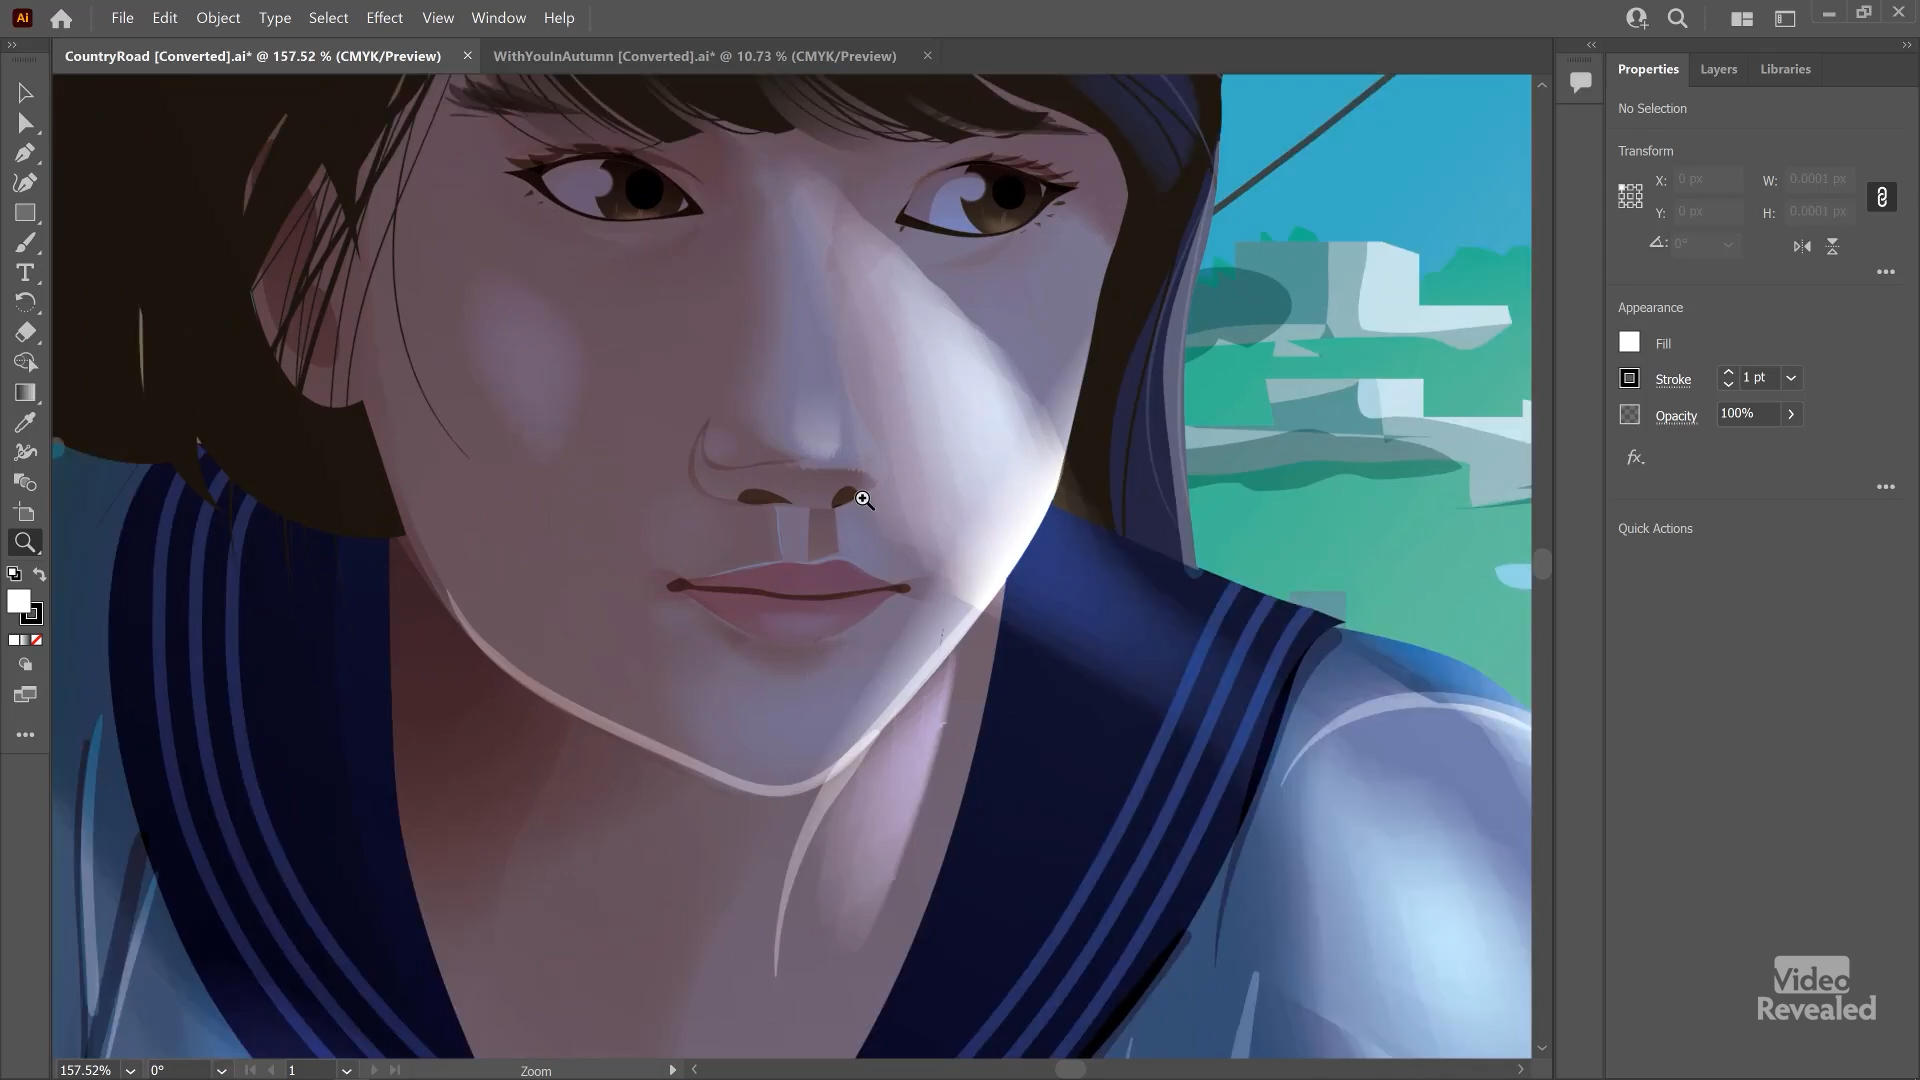 Ai File Edit Object Type Select Effect View Window Help
CountryRoad [Converted].ai* @ 157.52 % (CMYK/Preview) WithYouInAutumn [Converted].ai* @ 10.73 % (CMYK/Preview)
Properties Layers Libraries
No Selection
Transform
X: 0 px W: 0.0001 px
Y: 0 px H: 0.0001 px
0°
Appearance
Fill
Stroke 1 pt
Opacity 100%
fx.
Quick Actions
Video
Revealed
157.52% 0° 1 Zoom